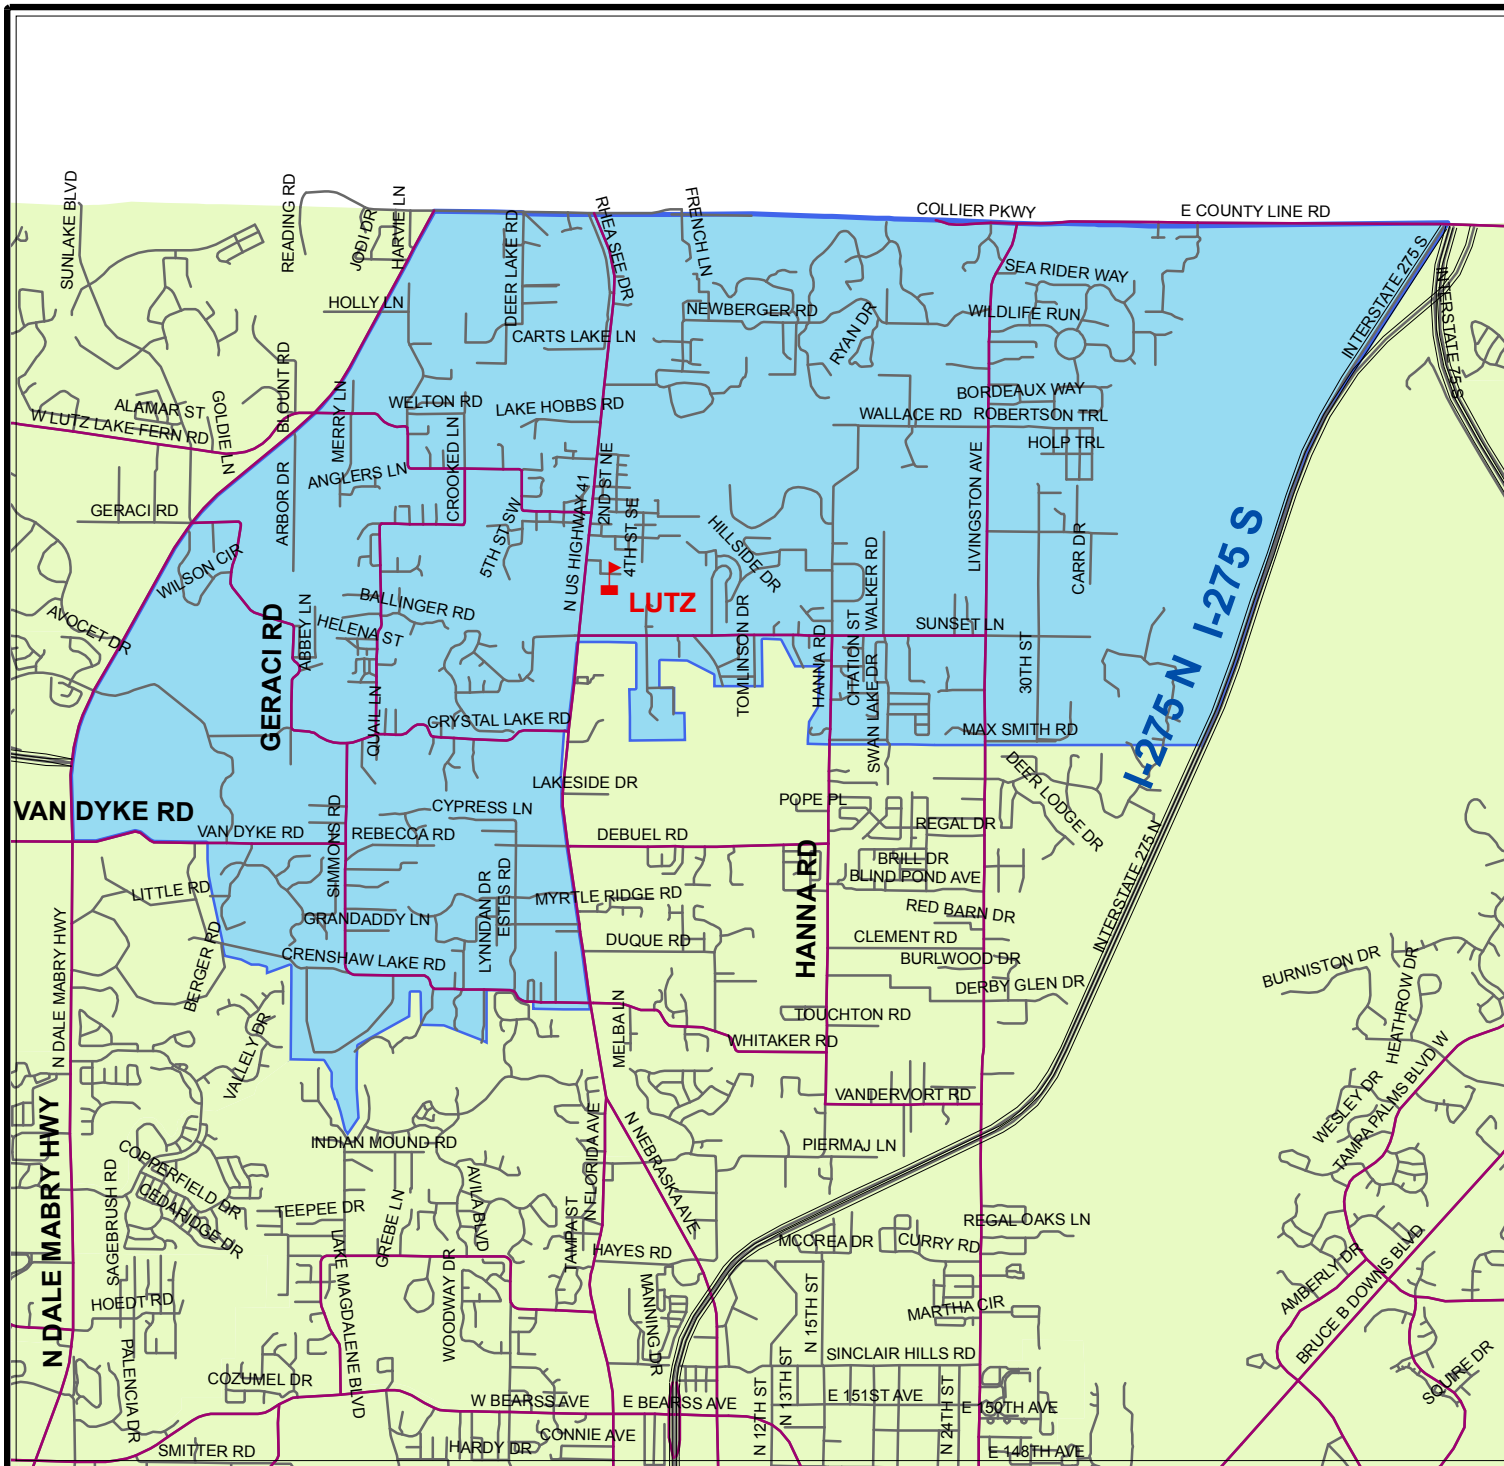 SUNLAKE BLVD
READING RD
JODI DR
HARVIE LN
DEER LAKE RD
RHEA SEE DR
FRENCH LN
COLLIER PKWY
E COUNTY LINE RD
INTERSTATE 275 S
INTERSTATE 75 S
SEA RIDER WAY
HOLLY LN
NEWBERGER RD
RYAN DR
WILDLIFE RUN
CARTS LAKE LN
BLOUNT RD
ALAMAR ST
GOLDIE LN
W LUTZ LAKE FERN RD
MERRY LN
WELTON RD
LAKE HOBBS RD
BORDEAUX WAY
WALLACE RD
ROBERTSON TRL
HOLP TRL
CROOKED LN
ANGLERS LN
ARBOR DR
GERACI RD
5TH ST SW
N US HIGHWAY 41
2ND ST NE
4TH ST SE
HILLSIDE DR
LIVINGSTON AVE
CARR DR
I-275 S
WILSON CIR
WALKER RD
BALLINGER RD
LUTZ
AVOCET DR
GERACI RD
ABBEY LN
HELENA ST
TOMLINSON DR
HANNA RD
CITATION ST
SUNSET LN
30TH ST
SWAN LAKE DR
I-275 N
QUAIL LN
CRYSTAL LAKE RD
MAX SMITH RD
LAKESIDE DR
DEER LODGE DR
VAN DYKE RD
POPE PL
CYPRESS LN
VAN DYKE RD
SIMMONS RD
REBECCA RD
DEBUEL RD
REGAL DR
HANNA RD
BRILL DR
BLIND POND AVE
INTERSTATE 275 N
LITTLE RD
LYNNDAN DR
ESTES RD
MYRTLE RIDGE RD
GRANDADDY LN
RED BARN DR
N DALE MABRY HWY
BERGER RD
DUQUE RD
CLEMENT RD
CRENSHAW LAKE RD
BURLWOOD DR
BURNISTON DR
HEATHROW DR
DERBY GLEN DR
VALLELY DR
MELBA LN
TOUCHTON RD
WHITAKER RD
VANDERVORT RD
WESLEY DR
TAMPA PALMS BLVD W
N DALE MABRY HWY
INDIAN MOUND RD
N FLORIDA AVE
N NEBRASKA AVE
PIERMAJ LN
COPPERFIELD DR
CEDARIDGE DR
SAGEBRUSH RD
TEEPEE DR
GREBE LN
AVILA BLVD
TAMPA ST
REGAL OAKS LN
HAYES RD
MCCREA DR
CURRY RD
LAKE MAGDALENE BLVD
WOODWAY DR
AMBERLY DR
BRUCE B DOWNS BLVD
HOEDT RD
MANNING DR
N 15TH ST
MARTHA CIR
PALENCIA DR
SINCLAIR HILLS RD
SQUIRE DR
COZUMEL DR
N 12TH ST
N 13TH ST
E 151ST AVE
N 24TH ST
W BEARSS AVE
E BEARSS AVE
E 150TH AVE
CONNIE AVE
SMITTER RD
HARDY DR
E 148TH AVE